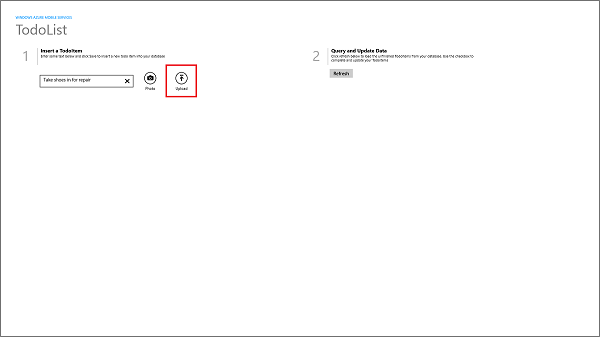 WINDOWS AZURE MOBILE SERVICES
TodoList
1
Insert a TodoItem
Enter some text below and click Save to insert a new todo item into your database
Take shoes in for repair
Photo
Upload
2
Query and Update Data
Click refresh below to load the unfinished TodoItems from your database. Use the checkbox to
complete and update your TodoItems
Refresh